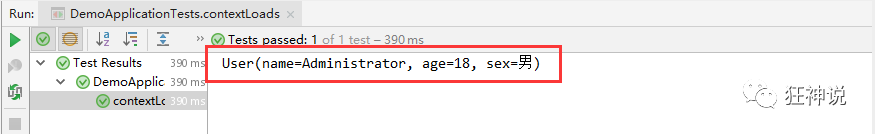 Run: DemoApplicationTests.contextLoads ×
Tests passed: 1 of 1 test – 390 ms
Test Results 390 ms
DemoApplic 390 ms
contextLo 390 ms
User(name=Administrator, age=18, sex=男)
狂神说